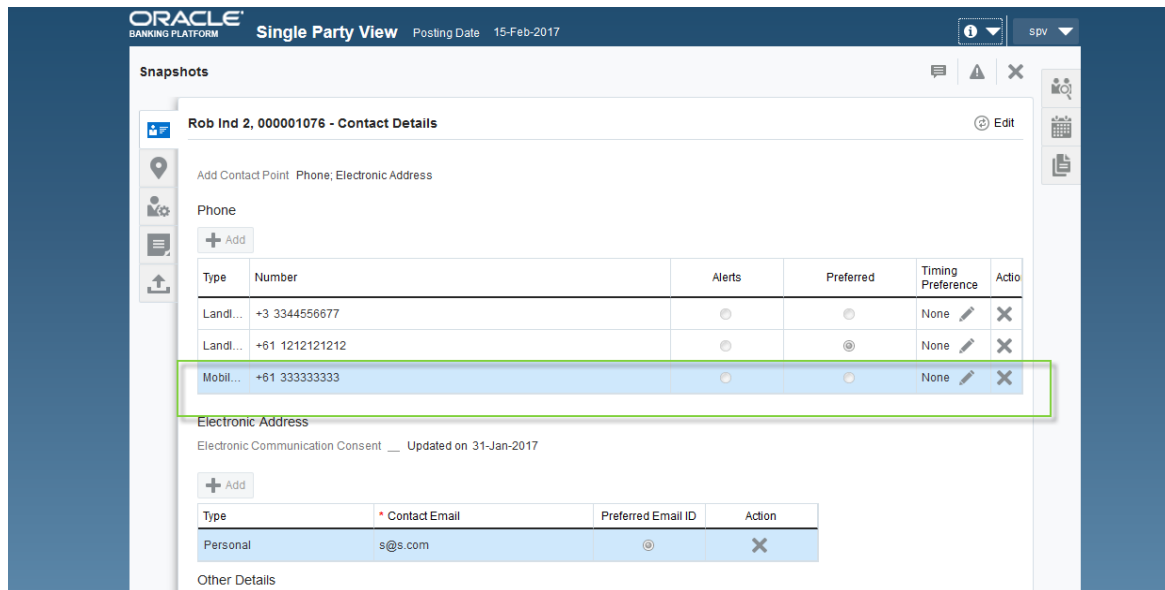 ORACLE
BANKING PLATFORM Single Party View Posting Date 15-Feb-2017 spv
Snapshots
Rob Ind 2, 000001076 - Contact Details Edit
Add Contact Point Phone; Electronic Address
Phone
Add
Type Number Alerts Preferred Timing Preference Actio
Landl... +3 3344556677 None
Landl... +61 1212121212 None
Mobil... +61 333333333 None
Electronic Address
Electronic Communication Consent __ Updated on 31-Jan-2017
Add
Type * Contact Email Preferred Email ID Action
Personal s@s.com
Other Details